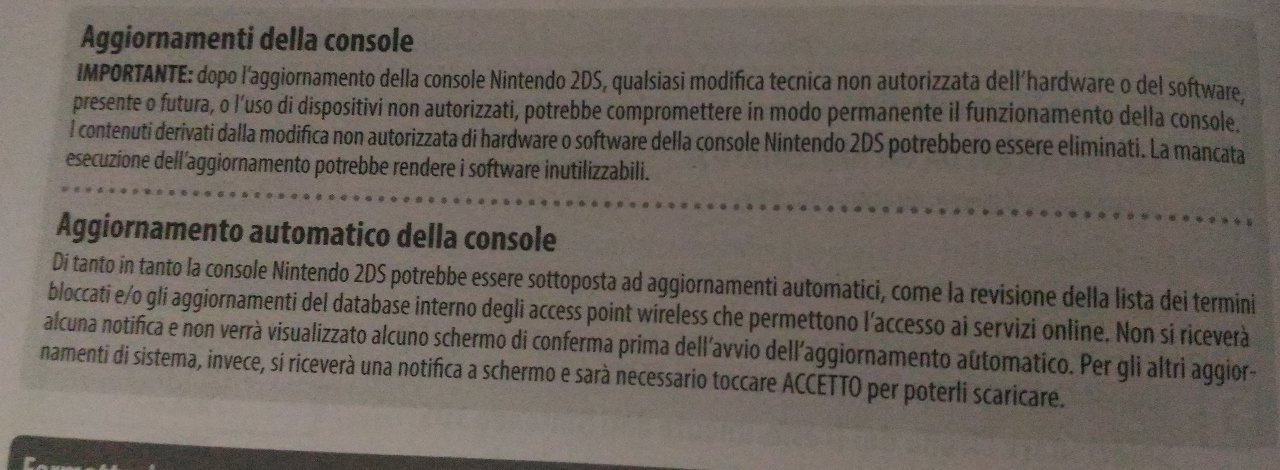 Aggiornamenti della console
IMPORTANTE: dopo l'aggiornamento della console Nintendo 2DS, qualsiasi modifica tecnica non autorizzata dell'hardware o del software,
presente o futura, o l'uso di dispositivi non autorizzati, potrebbe compromettere in modo permanente il funzionamento della console.
I contenuti derivati dalla modifica non autorizzata di hardware o software della console Nintendo 2DS potrebbero essere eliminati. La mancata
esecuzione dell'aggiornamento potrebbe rendere i software inutilizzabili.
Aggiornamento automatico della console
Di tanto in tanto la console Nintendo 2DS potrebbe essere sottoposta ad aggiornamenti automatici, come la revisione della lista dei termini
bloccati e/o gli aggiornamenti del database interno degli access point wireless che permettono l'accesso ai servizi online. Non si riceverà
alcuna notifica e non verrà visualizzato alcuno schermo di conferma prima dell'avvio dell'aggiornamento automatico. Per gli altri aggior-
namenti di sistema, invece, si riceverà una notifica a schermo e sarà necessario toccare ACCETTO per poterli scaricare.